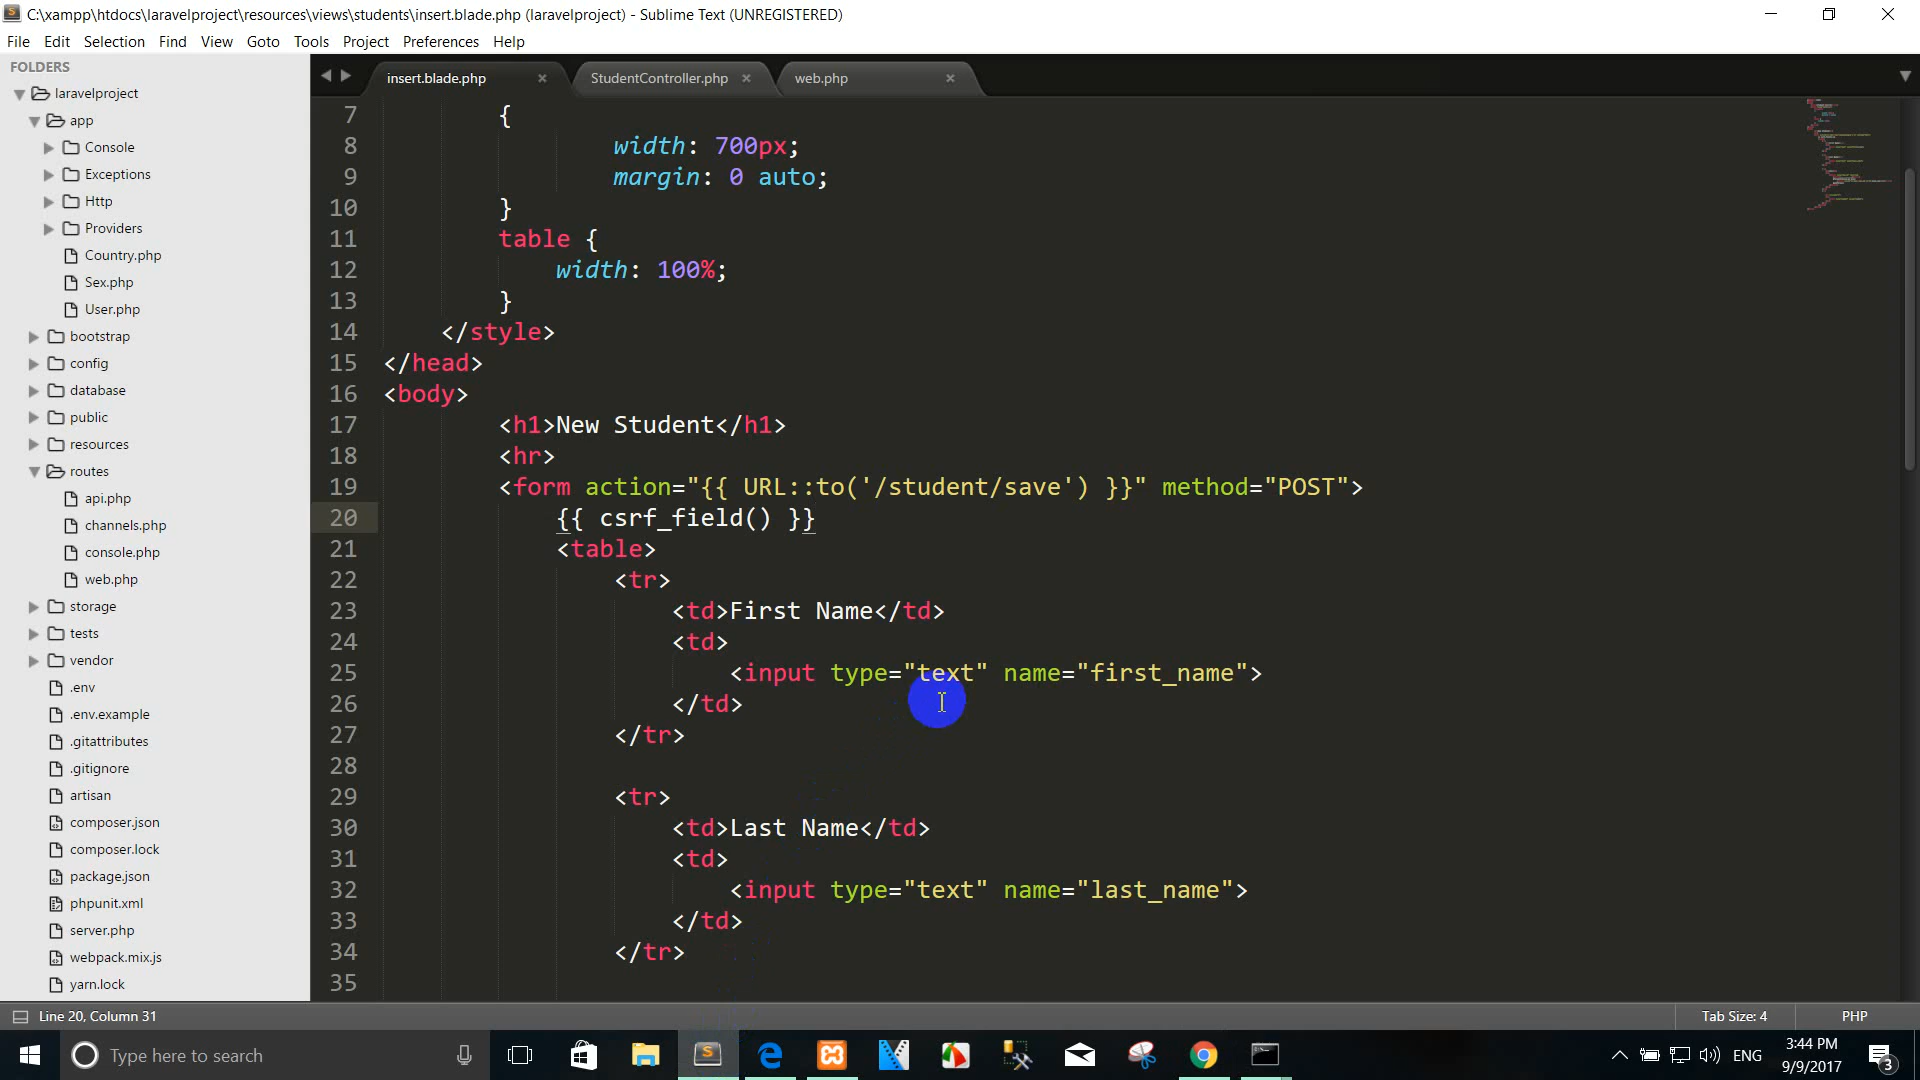 C:\xampp\htdocs\laravelproject\resources\views\students\insert.blade.php (laravelproject) - Sublime Text (UNREGISTERED)
File Edit Selection Find View Goto Tools Project Preferences Help
FOLDERS
laravelproject
app
Console
Exceptions
Http
Providers
Country.php
Sex.php
User.php
bootstrap
config
database
public
resources
routes
api.php
channels.php
console.php
web.php
storage
tests
vendor
.env
.env.example
.gitattributes
.gitignore
artisan
composer.json
composer.lock
package.json
phpunit.xml
server.php
webpack.mix.js
yarn.lock
insert.blade.php StudentController.php web.php
7 {
8 width: 700px;
9 margin: 0 auto;
10 }
11 table {
12 width: 100%;
13 }
14 </style>
15 </head>
16 <body>
17 <h1>New Student</h1>
18 <hr>
19 <form action="{{ URL::to('/student/save') }}" method="POST">
20 {{ csrf_field() }}
21 <table>
22 <tr>
23 <td>First Name</td>
24 <td>
25 <input type="text" name="first_name">
26 </td>
27 </tr>
28
29 <tr>
30 <td>Last Name</td>
31 <td>
32 <input type="text" name="last_name">
33 </td>
34 </tr>
35
Line 20, Column 31 Tab Size: 4 PHP
Type here to search
ENG
3:44 PM
9/9/2017
3